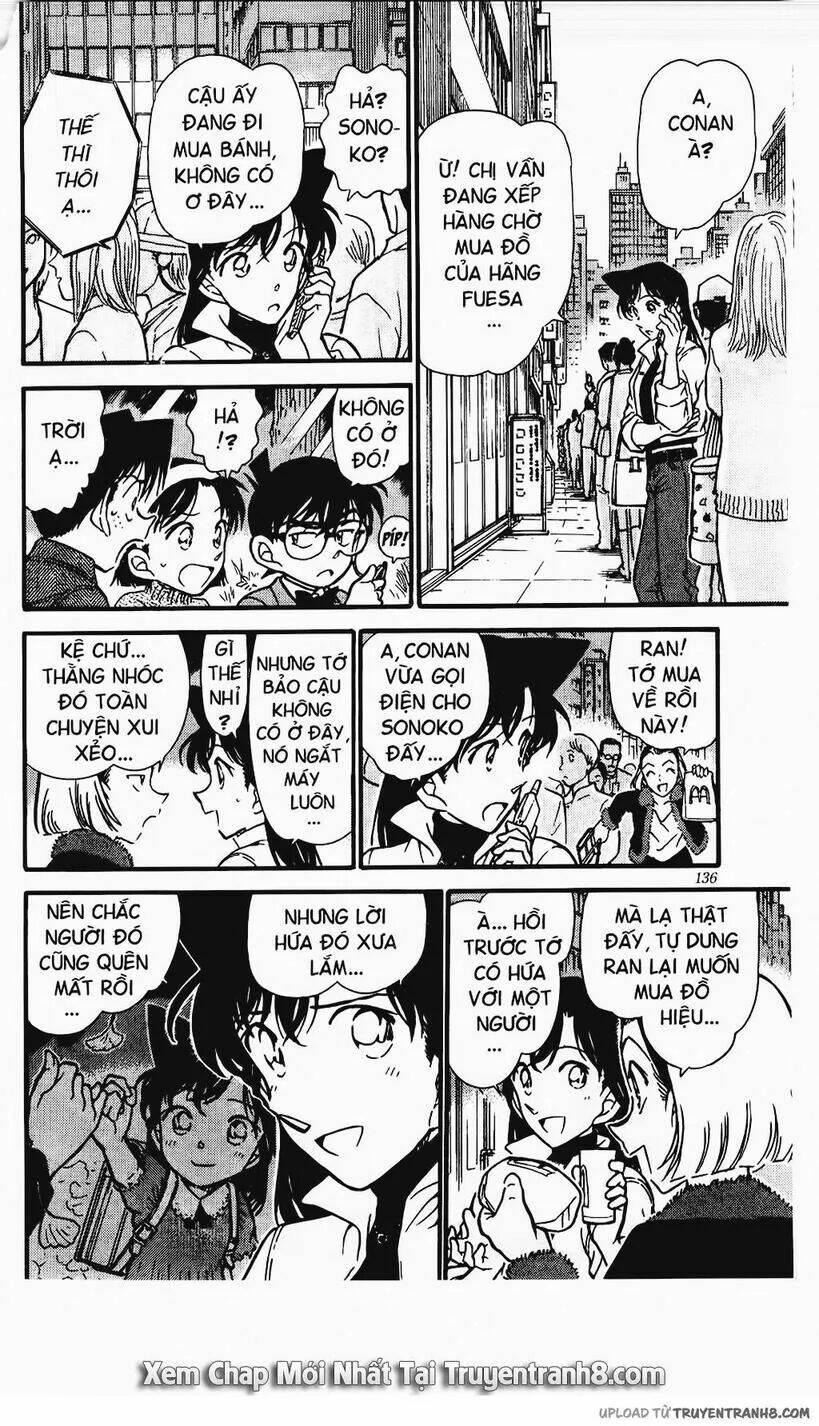 A,
CONAN
À?
Ừ! CHỊ VẪN
ĐANG XẾP
HÀNG CHỜ
MUA ĐỒ
CỦA HÃNG
FUESA
...
HẢ?
SONO-
KO?
CẬU ẤY
ĐANG ĐI
MUA BÁNH,
KHÔNG CÓ
Ơ ĐÂY...
THẾ
THÌ
THÔI
Ạ...
KHÔNG
CÓ Ở
ĐÓ!
PÍP!
HẢ
!?
TRỜI
Ạ...
RAN!
TỚ MUA
VỀ RỒI
NÀY!
A, CONAN
VỪA GỌI
ĐIỆN CHO
SONOKO
ĐẤY...
NHƯNG TỚ
BẢO CẬU
KHÔNG
CÓ Ở ĐÂY,
NÓ NGẮT
MÁY
LUÔN
...
GÌ
THẾ
NHỈ
?
KỆ CHỨ...
THẰNG NHÓC
ĐÓ TOÀN
CHUYỆN XUI
XẺO...
136
MÀ LẠ THẬT
ĐẤY, TỰ DƯNG
RAN LẠI MUỐN
MUA ĐỒ
HIỆU...
À... HỒI
TRƯỚC TỚ
CÓ HỨA
VỚI MỘT
NGƯỜI
...
NHƯNG LỜI
HỨA ĐÓ XƯA
LẮM...
NÊN CHẮC
NGƯỜI ĐÓ
CŨNG QUÊN
MẤT RỒI
...
Xem Chap Mới Nhất Tại Truyentranh8.com
UPLOAD TỪ TRUYENTRANH8.COM